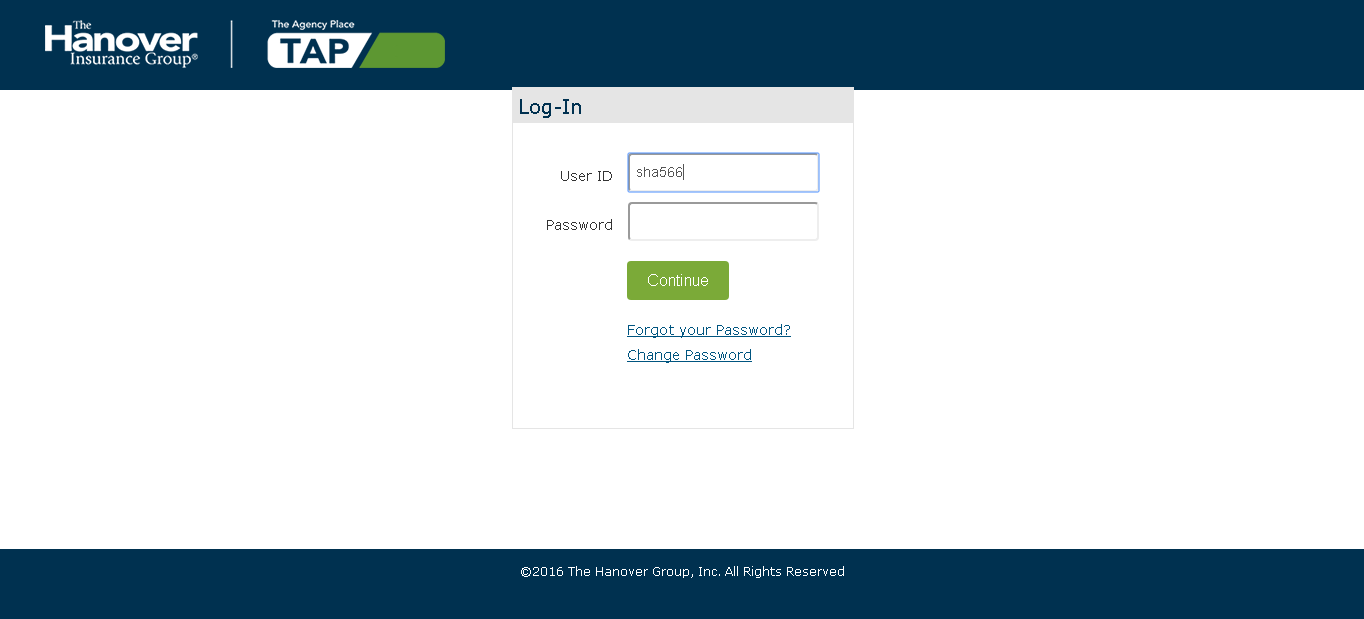 The
Hanover
Insurance Group®
The Agency Place
TAP
Log-In
User ID
sha566
Password
Continue
Forgot your Password?
Change Password
©2016 The Hanover Group, Inc. All Rights Reserved